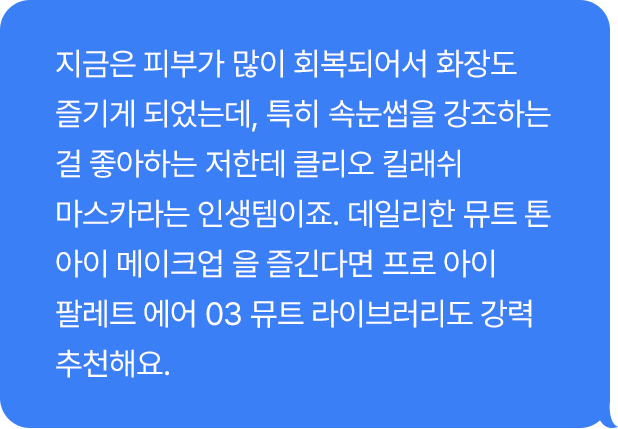 지금은 피부가 많이 회복되어서 화장도
즐기게 되었는데, 특히 속눈썹을 강조하는
걸 좋아하는 저한테 클리오 킬래쉬
마스카라는 인생템이죠. 데일리한 뮤트 톤
아이 메이크업 을 즐긴다면 프로 아이
팔레트 에어 03 뮤트 라이브러리도 강력
추천해요.